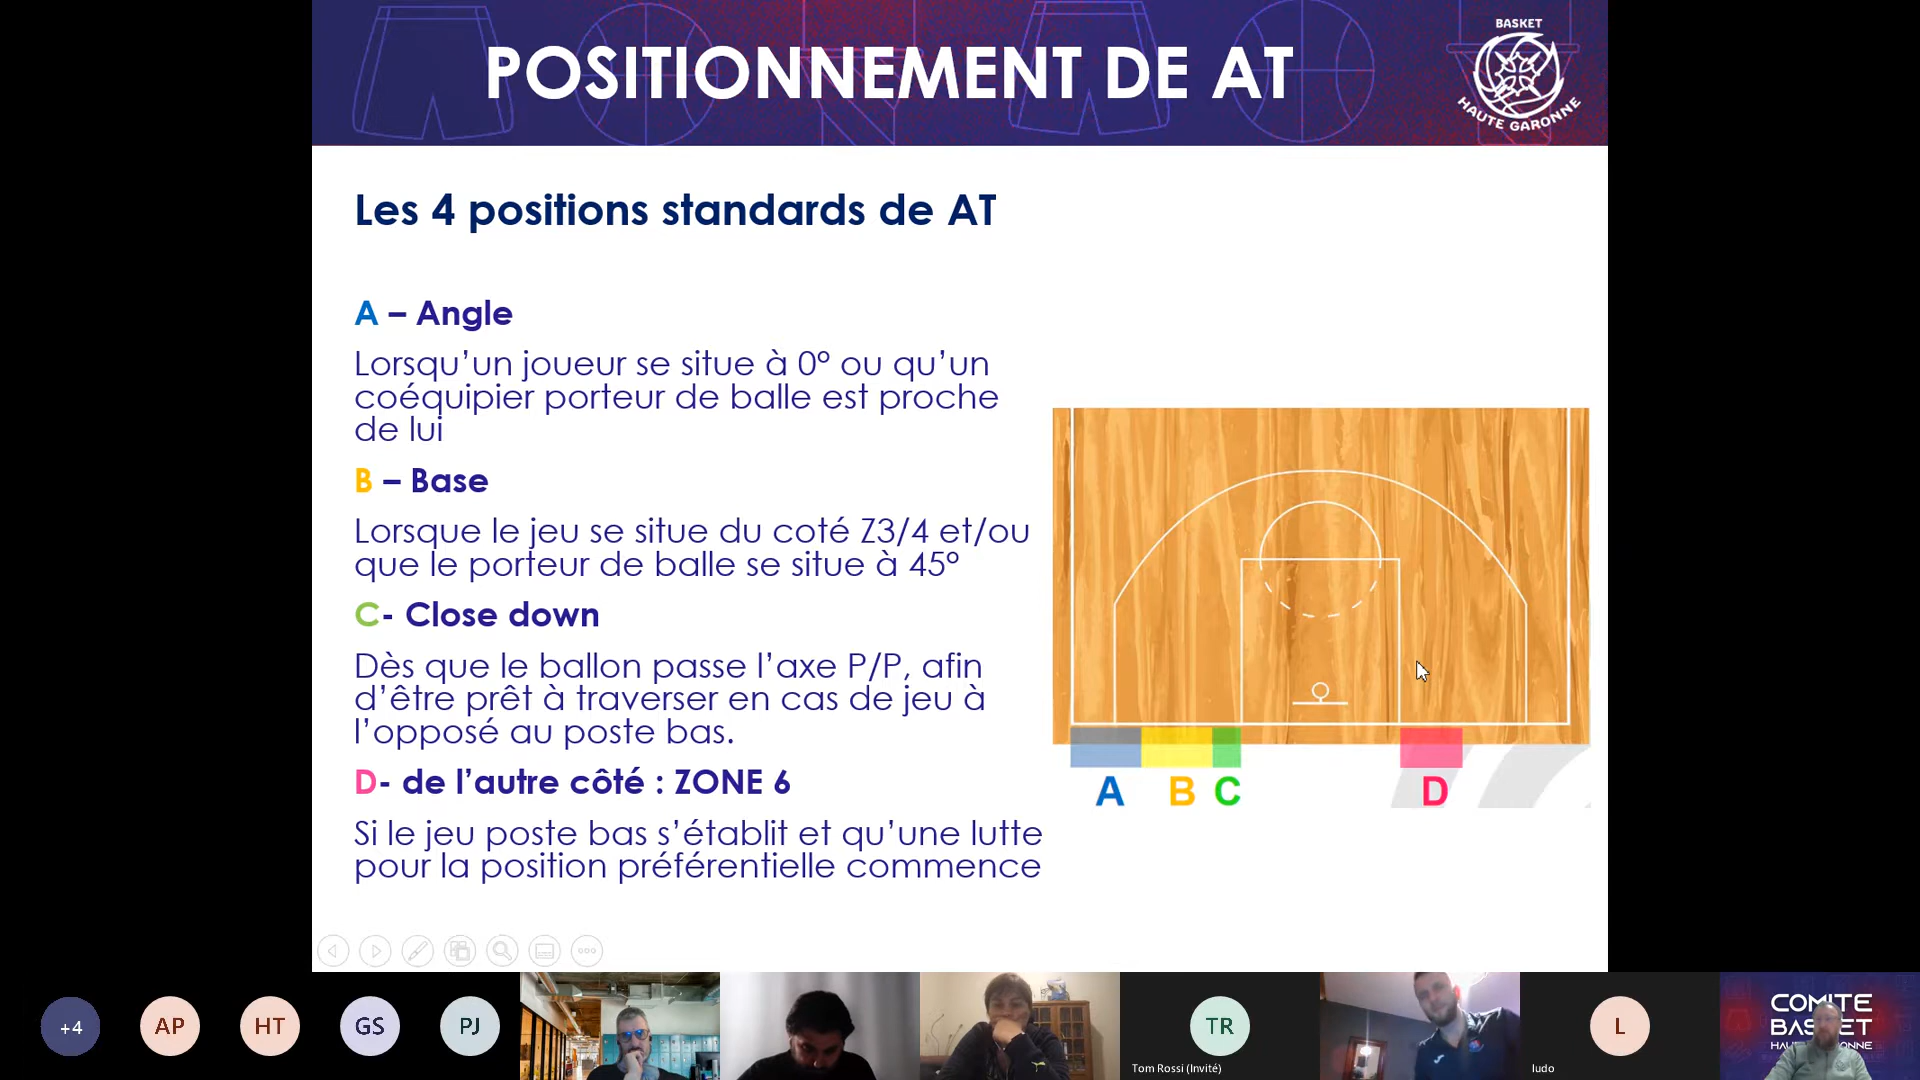 POSITIONNEMENT DE AT
BASKET
HAUTE GARONNE
Les 4 positions standards de AT
A – Angle
Lorsqu’un joueur se situe à 0° ou qu’un
coéquipier porteur de balle est proche
de lui
B – Base
Lorsque le jeu se situe du coté Z3/4 et/ou
que le porteur de balle se situe à 45°
C- Close down
Dès que le ballon passe l’axe P/P, afin
d’être prêt à traverser en cas de jeu à
l’opposé au poste bas.
D- de l’autre côté : ZONE 6
Si le jeu poste bas s’établit et qu’une lutte
pour la position préférentielle commence
A B C D
+4
AP
HT
GS
PJ
TR
Tom Rossi (Invité)
L
ludo
COMITE
BASKET